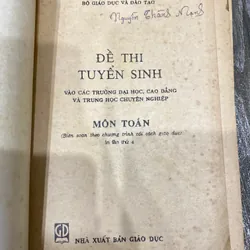 BỘ GIÁO DỤC VÀ ĐÀO TẠO
Nguyễn Thành Mạnh
ĐỀ THI
TUYỂN SINH
VÀO CÁC TRƯỜNG ĐẠI HỌC, CAO ĐẲNG
VÀ TRUNG HỌC CHUYÊN NGHIỆP
MÔN TOÁN
(Biên soạn theo chương trình cải cách giáo dục)
In lần thứ 4
GD
NHÀ XUẤT BẢN GIÁO DỤC